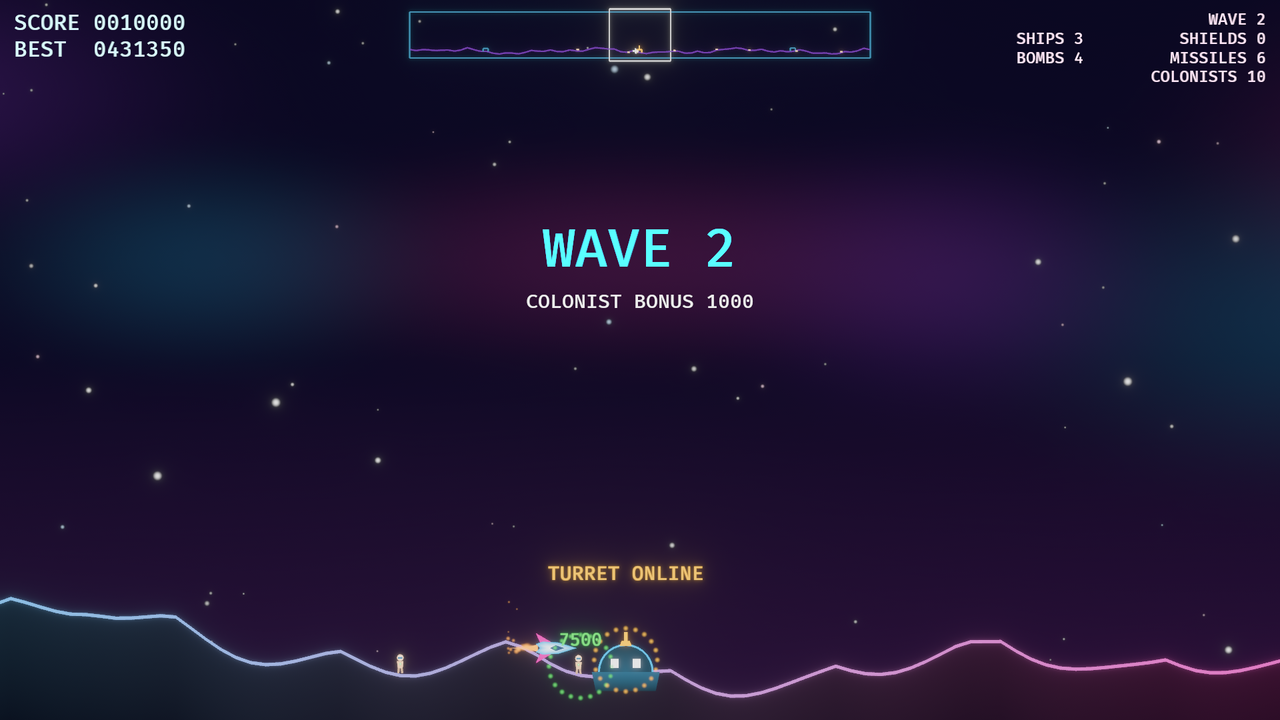 SCORE 0010000
BEST 0431350
WAVE 2
SHIPS 3 SHIELDS 0
BOMBS 4 MISSILES 6
COLONISTS 10
WAVE 2
COLONIST BONUS 1000
TURRET ONLINE
7500